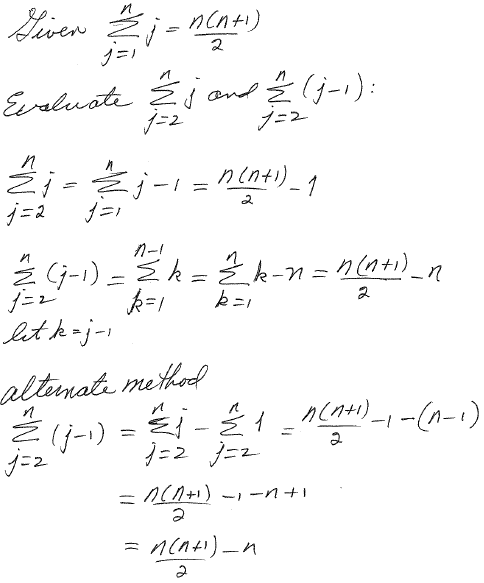 Given \sum_{j=1}^{n} j = \frac{n(n+1)}{2}
Evaluate \sum_{j=2}^{n} j and \sum_{j=2}^{n} (j-1):
\sum_{j=2}^{n} j = \sum_{j=1}^{n} j - 1 = \frac{n(n+1)}{2} - 1
\sum_{j=2}^{n} (j-1) = \sum_{k=1}^{n-1} k = \sum_{k=1}^{n} k - n = \frac{n(n+1)}{2} - n
let k = j-1
alternate method
\sum_{j=2}^{n} (j-1) = \sum_{j=2}^{n} j - \sum_{j=2}^{n} 1 = \frac{n(n+1)}{2} - 1 - (n-1)
= \frac{n(n+1)}{2} - 1 - n + 1
= \frac{n(n+1)}{2} - n